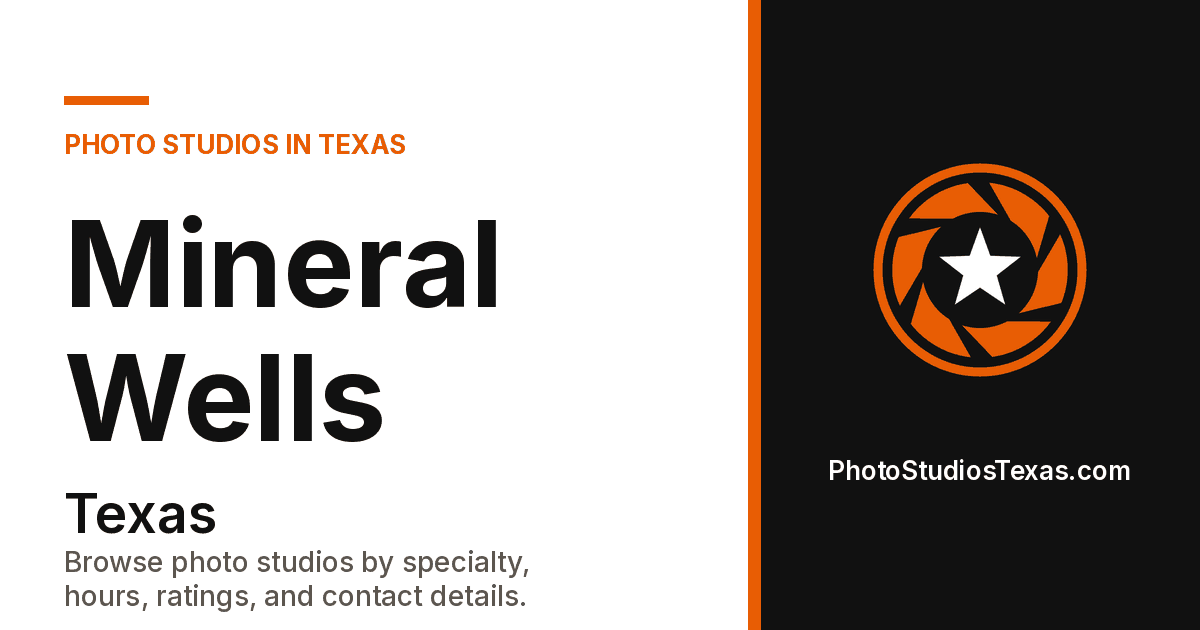 PHOTO STUDIOS IN TEXAS
Mineral
Wells
Texas
Browse photo studios by specialty,
hours, ratings, and contact details.
PhotoStudiosTexas.com